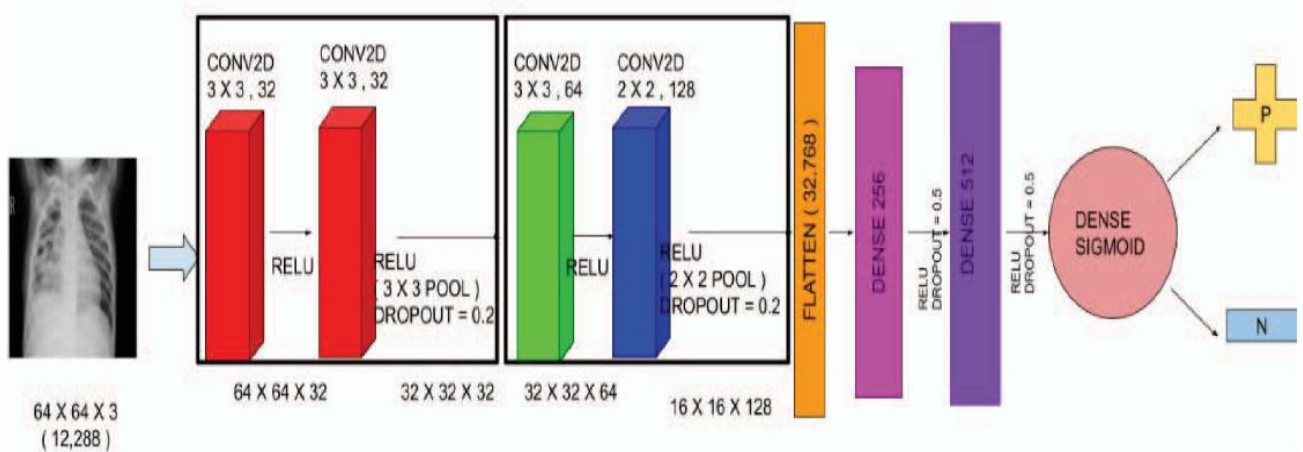 64 X 64 X 3
( 12,288 )
CONV2D
3 X 3 , 32
RELU
CONV2D
3 X 3 , 32
RELU
( 3 X 3 POOL )
DROPOUT = 0.2
64 X 64 X 32
32 X 32 X 32
CONV2D
3 X 3 , 64
RELU
CONV2D
2 X 2 , 128
RELU
( 2 X 2 POOL )
DROPOUT = 0.2
32 X 32 X 64
16 X 16 X 128
FLATTEN ( 32,768 )
DENSE 256
RELU
DROPOUT = 0.5
DENSE 512
RELU
DROPOUT = 0.5
DENSE
SIGMOID
P
N